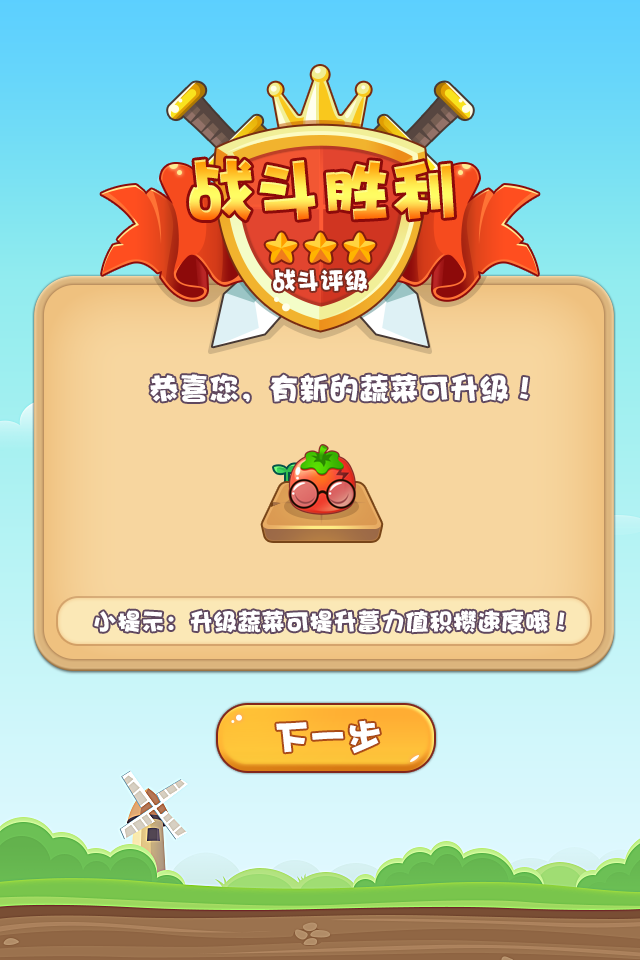 战斗胜利
战斗评级
恭喜您，有新的蔬菜可升级！
小提示：升级蔬菜可提升蓄力值积攒速度哦！
下一步